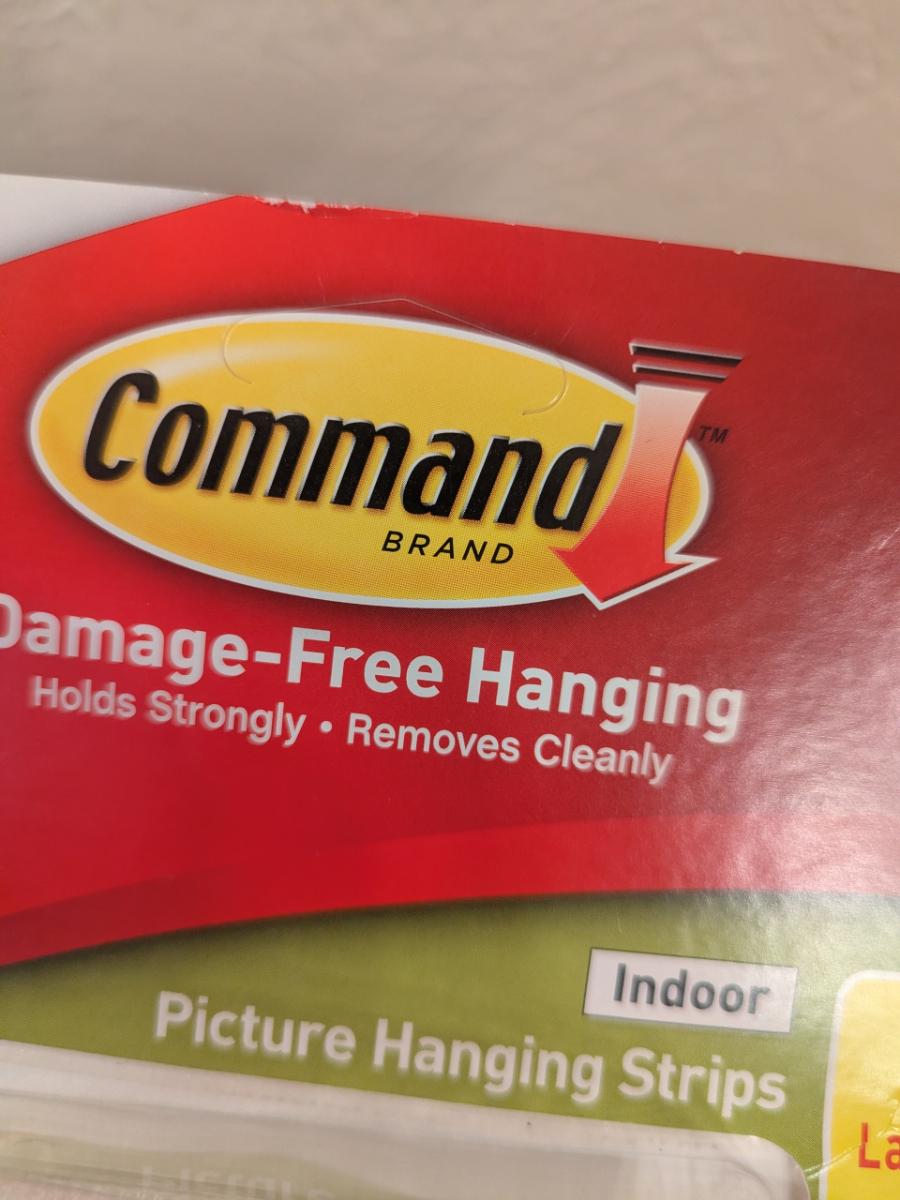 Command
™
BRAND
Damage-Free Hanging
Holds Strongly • Removes Cleanly
Indoor
Picture Hanging Strips